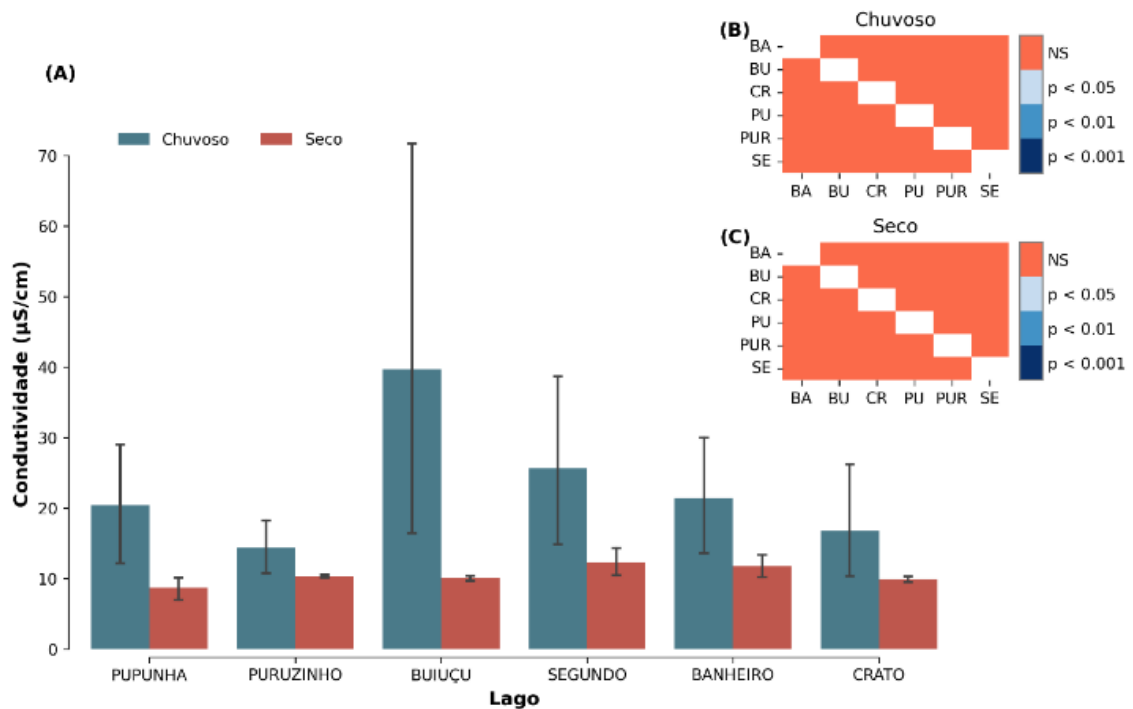 (A)
Chuvoso Seco
70
60
50
40
30
20
10
0
Condutividade (µS/cm)
PUPUNHA PURUZINHO BUIUÇU SEGUNDO BANHEIRO CRATO
Lago
(B)
Chuvoso
BA
BU
CR
PU
PUR
SE
BA BU CR PU PUR SE
NS
p < 0.05
p < 0.01
p < 0.001
(C)
Seco
BA
BU
CR
PU
PUR
SE
BA BU CR PU PUR SE
NS
p < 0.05
p < 0.01
p < 0.001